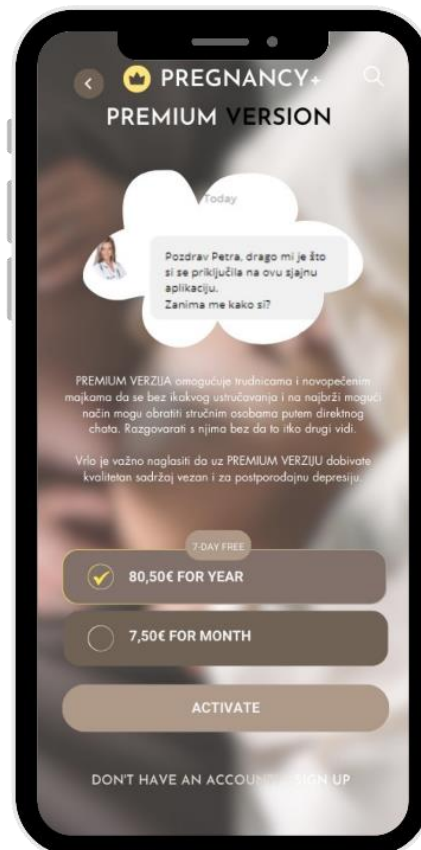 PREGNANCY+
PREMIUM VERSION
Today
Pozdrav Petra, drago mi je što
si se priključila na ovu sjajnu
aplikaciju.
Zanima me kako si?
PREMIUM VERZIJA omogućuje trudnicama i novopečenim
majkama da se bez ikakvog ustručavanja i na najbrži mogući
način mogu obratiti stručnim osobama putem direktnog
chata. Razgovarati s njima bez da to itko drugi vidi.
Vrlo je važno naglasiti da uz PREMIUM VERZIJU dobivate
kvalitetan sadržaj vezan i za postporođajnu depresiju.
7-DAY FREE
80,50€ FOR YEAR
7,50€ FOR MONTH
ACTIVATE
DON'T HAVE AN ACCOUNT SIGN UP